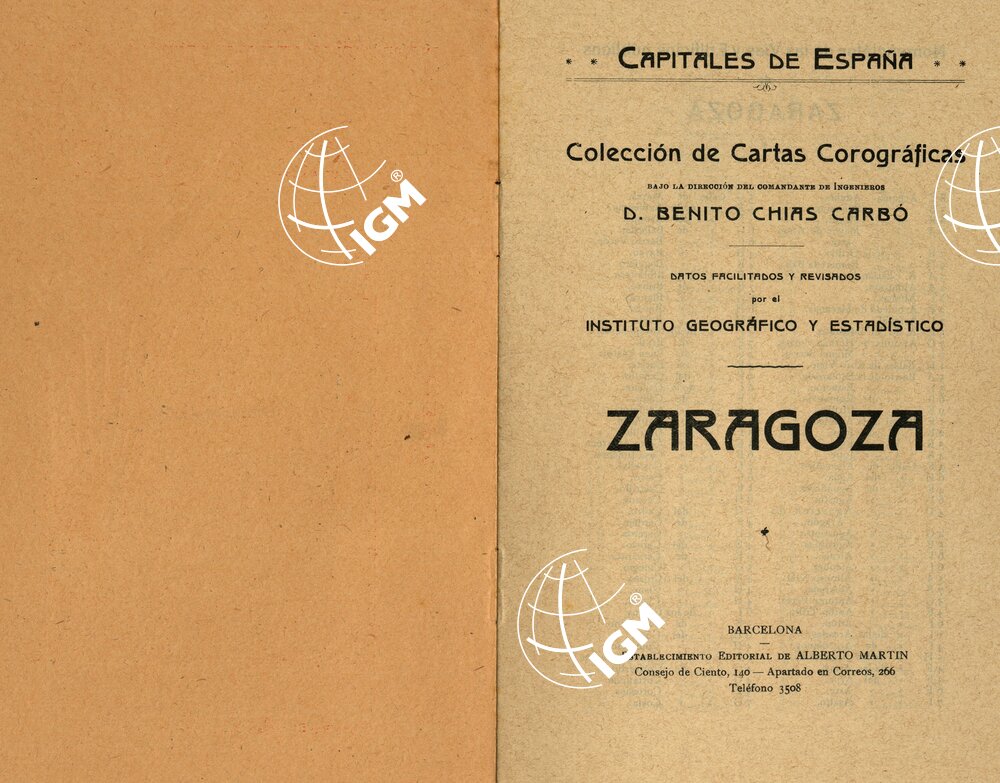 * * CAPITALES DE ESPAÑA * *
Colección de Cartas Corográficas
BAJO LA DIRECCIÓN DEL COMANDANTE DE INGENIEROS
D. BENITO CHIAS CARBÓ
DATOS FACILITADOS Y REVISADOS
por el
INSTITUTO GEOGRÁFICO Y ESTADÍSTICO
ZARAGOZA
BARCELONA
ESTABLECIMIENTO EDITORIAL DE ALBERTO MARTIN
Consejo de Ciento, 140 — Apartado en Correos, 266
Teléfono 3508
IGM®
IGM®